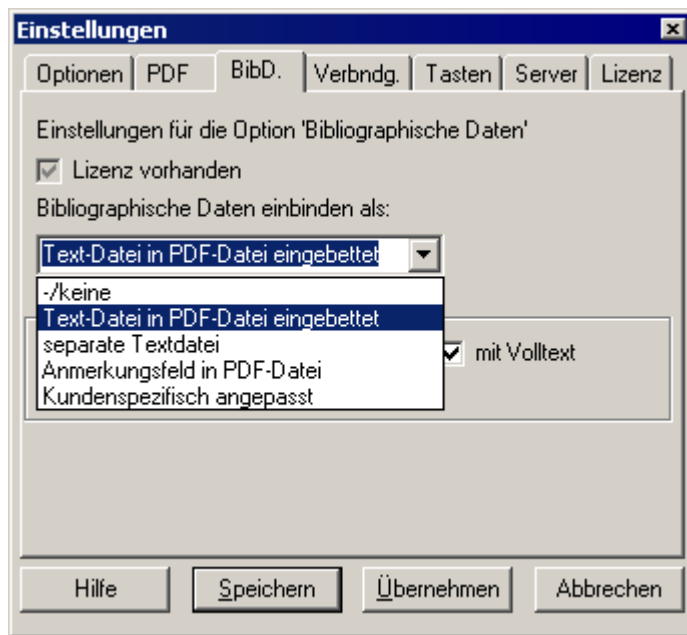 Einstellungen
Optionen PDF BibD. Verbndg. Tasten Server Lizenz
Einstellungen für die Option 'Bibliographische Daten'
Lizenz vorhanden
Bibliographische Daten einbinden als:
Text-Datei in PDF-Datei eingebettet
-/keine
Text-Datei in PDF-Datei eingebettet
separate Textdatei
mit Volltext
Anmerkungsfeld in PDF-Datei
Kundenspezifisch angepasst
Hilfe Speichern Übernehmen Abbrechen